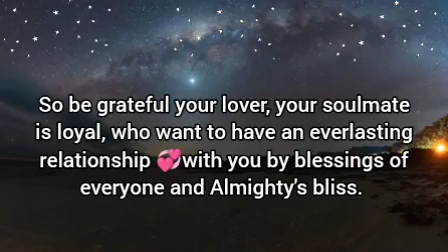 So be grateful your lover, your soulmate
is loyal, who want to have an everlasting
relationship 💞with you by blessings of
everyone and Almighty's bliss.